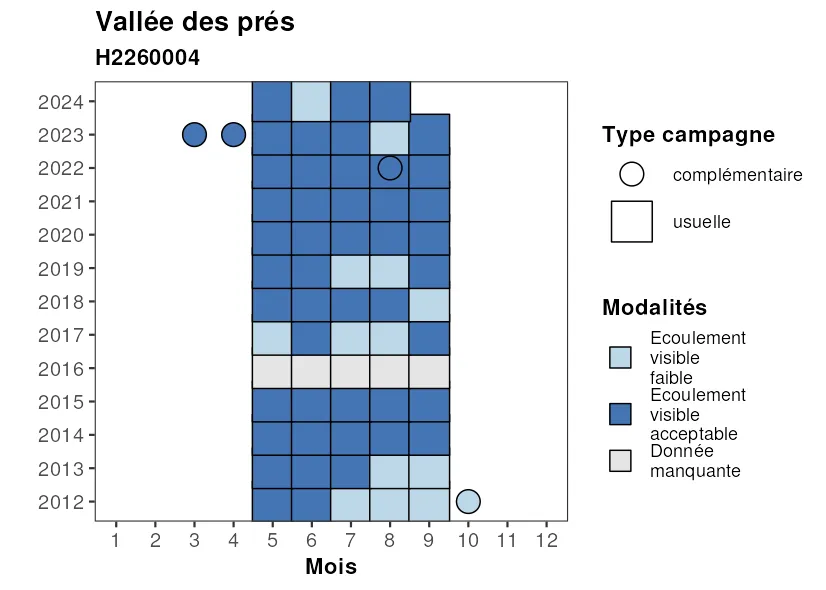 Vallée des prés
H2260004
2024
2023
2022
2021
2020
2019
2018
2017
2016
2015
2014
2013
2012
1 2 3 4 5 6 7 8 9 10 11 12
Mois
Type campagne
complémentaire
usuelle
Modalités
Ecoulement
visible
faible
Ecoulement
visible
acceptable
Donnée
manquante